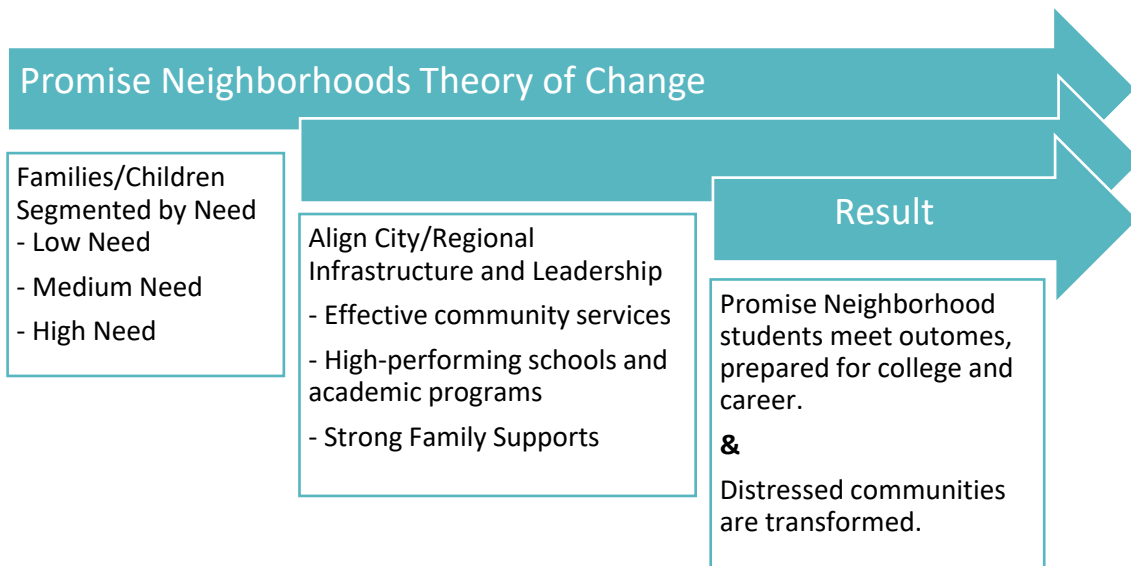 Promise Neighborhoods Theory of Change
Families/Children
Segmented by Need
- Low Need
- Medium Need
- High Need
Align City/Regional
Infrastructure and Leadership
- Effective community services
- High-performing schools and
academic programs
- Strong Family Supports
Result
Promise Neighborhood
students meet outcomes,
prepared for college and
career.
&
Distressed communities
are transformed.